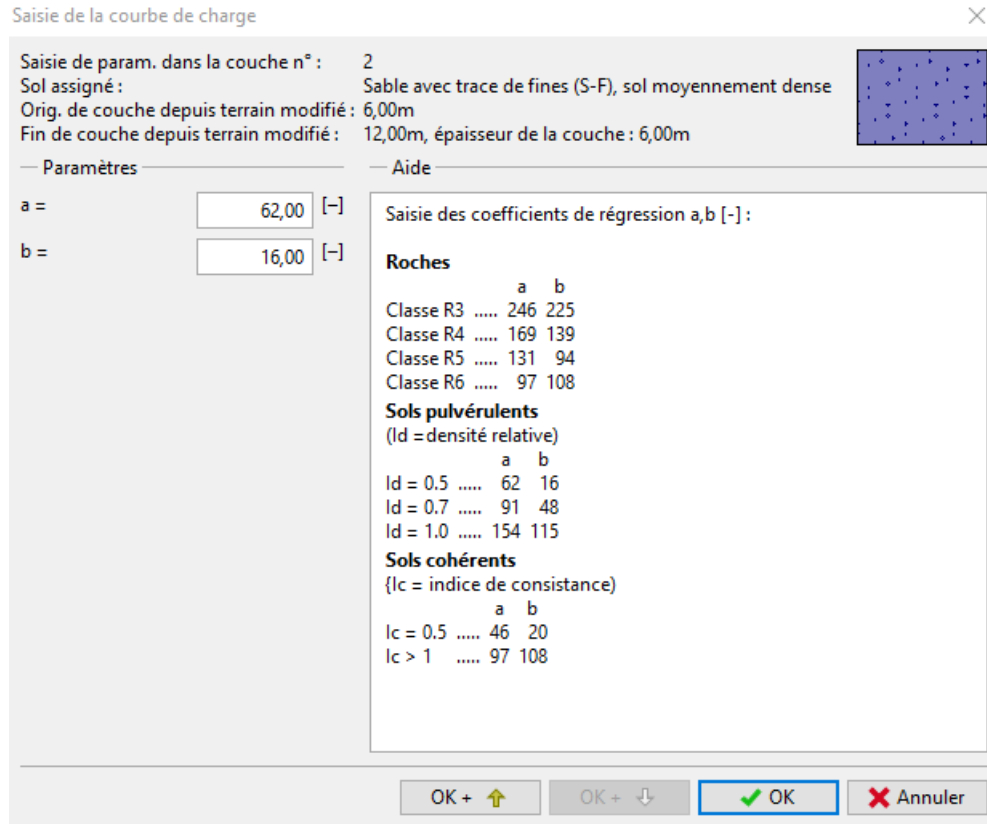 Saisie de la courbe de charge
Saisie de param. dans la couche n° : 2
Sol assigné : Sable avec trace de fines (S-F), sol moyennement dense
Orig. de couche depuis terrain modifié : 6,00m
Fin de couche depuis terrain modifié : 12,00m, épaisseur de la couche : 6,00m
Paramètres
a = 62,00 [–]
b = 16,00 [–]
Aide
Saisie des coefficients de régression a,b [-] :
Roches
a b
Classe R3 ..... 246 225
Classe R4 ..... 169 139
Classe R5 ..... 131 94
Classe R6 ..... 97 108
Sols pulvérulents
(Id =densité relative)
a b
Id = 0.5 ..... 62 16
Id = 0.7 ..... 91 48
Id = 1.0 ..... 154 115
Sols cohérents
{Ic = indice de consistance)
a b
Ic = 0.5 ..... 46 20
Ic > 1 ..... 97 108
OK + OK + OK Annuler